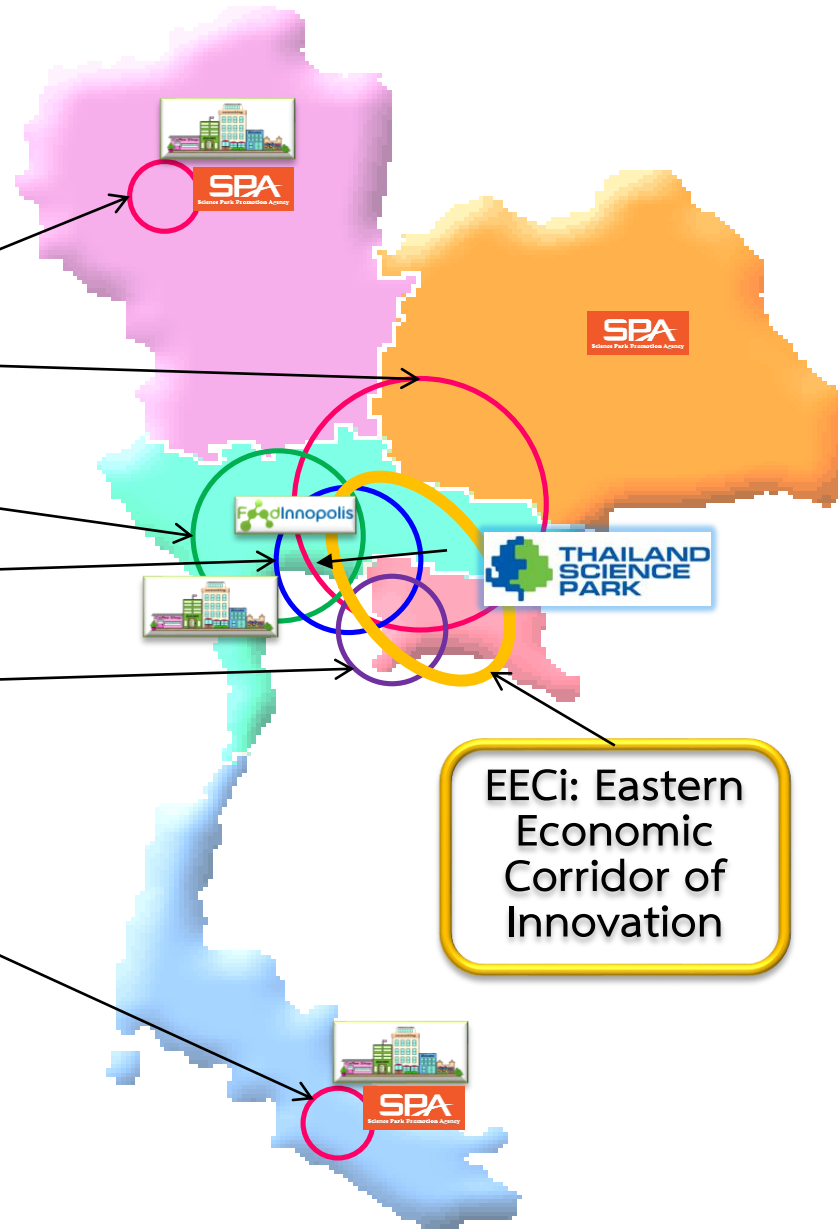 SPA
Science Park Promotion Agency
SPA
Science Park Promotion Agency
FoodInnopolis
THAILAND
SCIENCE
PARK
EECi: Eastern
Economic
Corridor of
Innovation
SPA
Science Park Promotion Agency